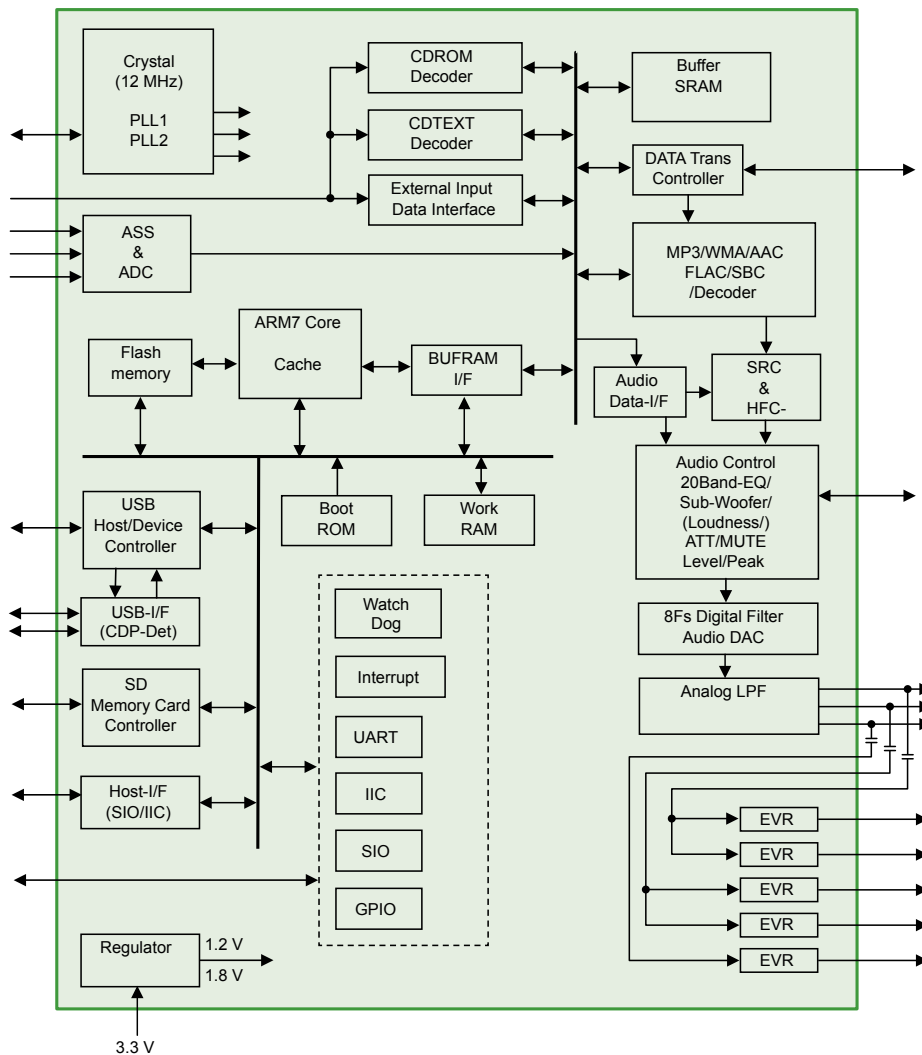 Crystal
(12 MHz)
PLL1
PLL2
CDROM
Decoder
CDTEXT
Decoder
External Input
Data Interface
Buffer
SRAM
DATA Trans
Controller
ASS
&
ADC
MP3/WMA/AAC
FLAC/SBC
/Decoder
Flash
memory
ARM7 Core
Cache
BUFRAM
I/F
Audio
Data-I/F
SRC
&
HFC-
USB
Host/Device
Controller
Boot
ROM
Work
RAM
Audio Control
20Band-EQ/
Sub-Woofer/
(Loudness/)
ATT/MUTE
Level/Peak
USB-I/F
(CDP-Det)
Watch
Dog
8Fs Digital Filter
Audio DAC
SD
Memory Card
Controller
Interrupt
Analog LPF
UART
Host-I/F
(SIO/IIC)
IIC
SIO
GPIO
EVR
EVR
EVR
EVR
EVR
Regulator
1.2 V
1.8 V
3.3 V